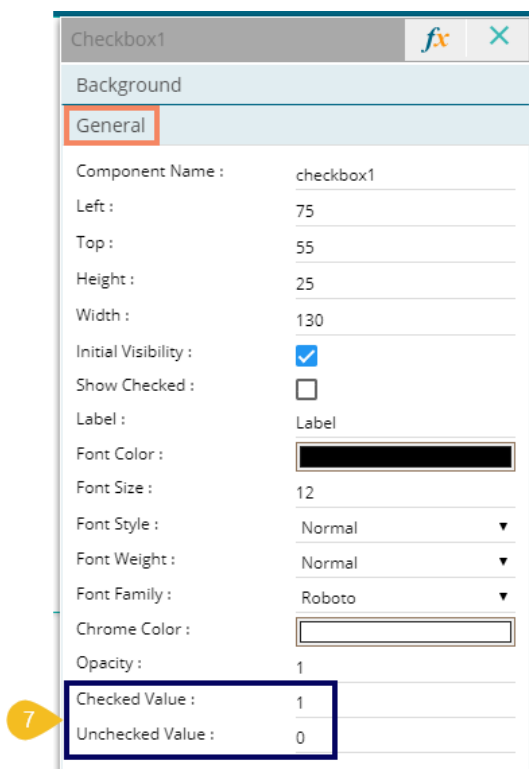 Checkbox1 fx
Background
General
Component Name : checkbox1
Left : 75
Top : 55
Height : 25
Width : 130
Initial Visibility :
Show Checked :
Label : Label
Font Color :
Font Size : 12
Font Style : Normal
Font Weight : Normal
Font Family : Roboto
Chrome Color :
Opacity : 1
Checked Value : 1
7
Unchecked Value : 0